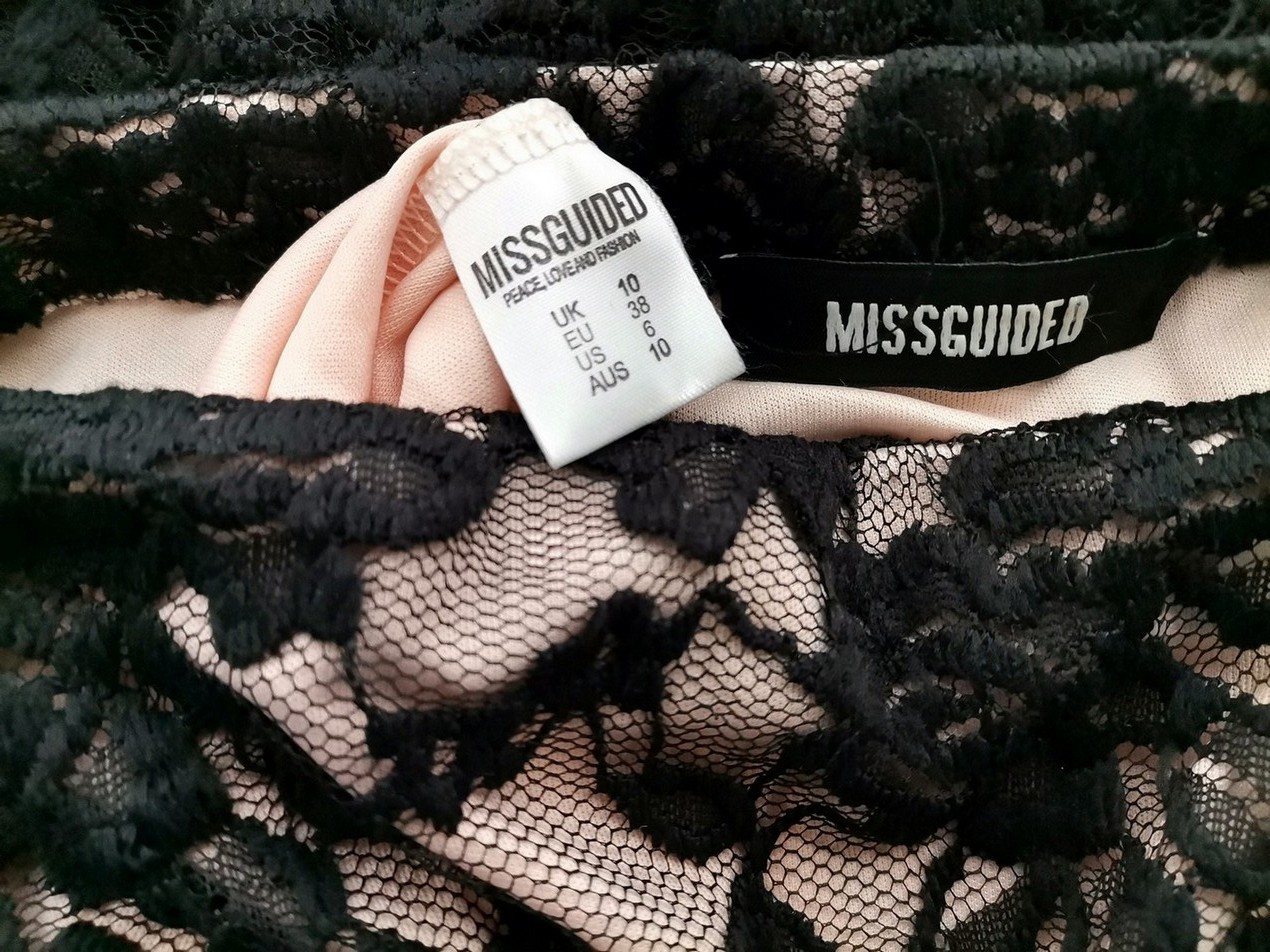 MISSGUIDED
PEACE, LOVE AND FASHION
UK 10
EU 38
US 6
AUS 10
MISSGUIDED